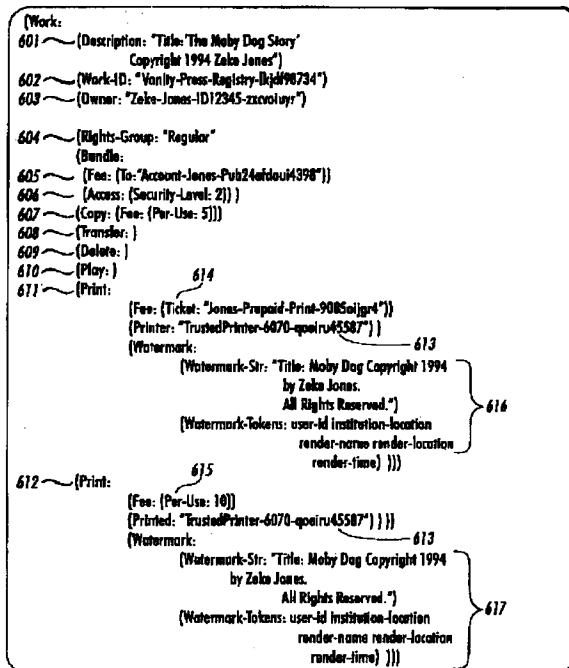 (Work:
601 (Description: "Title:'The Moby Dog Story'
Copyright 1994 Zeke Jones")
602 (Work-ID: "Vanity-Press-Registry-lkjdf98734")
603 (Owner: "Zeke-Jones-ID12345-zxcvoiuyr")
604 (Rights-Group: "Regular"
(Bundle:
605 (Fee: (To:"Account-Jones-Pub24afdoui4398"))
606 (Access: (Security-Level: 2)) )
607 (Copy: (Fee: (Per-Use: 5)))
608 (Transfer: )
609 (Delete: )
610 (Play: )
614
611 (Print:
(Fee: (Ticket: "Jones-Prepaid-Print-9085oijgr4"))
(Printer: "TrustedPrinter-6070-qoeiru45587") )
613
(Watermark:
(Watermark-Str: "Title: Moby Dog Copyright 1994
by Zeke Jones.
All Rights Reserved.")
616
(Watermark-Tokens: user-id institution-location
render-name render-location
render-time) )))
615
612 (Print:
(Fee: (Per-Use: 10))
(Printed: "TrustedPrinter-6070-qoeiru45587") ) ))
613
(Watermark:
(Watermark-Str: "Title: Moby Dog Copyright 1994
by Zeke Jones.
All Rights Reserved.")
617
(Watermark-Tokens: user-id institution-location
render-name render-location
render-time) )))